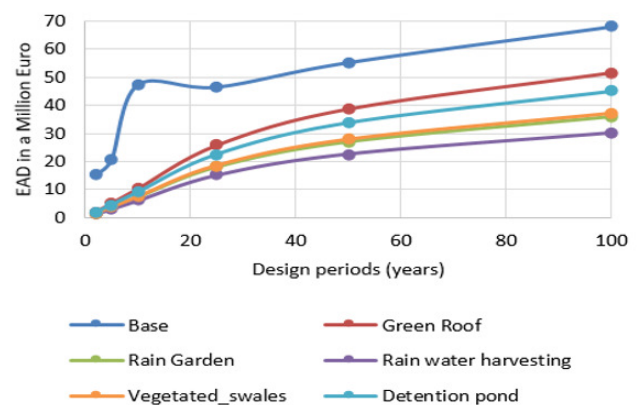 70
60
50
40
30
20
10
0
EAD in a Million Euro
0 20 40 60 80 100
Design periods (years)
Base Green Roof
Rain Garden Rain water harvesting
Vegetated_swales Detention pond